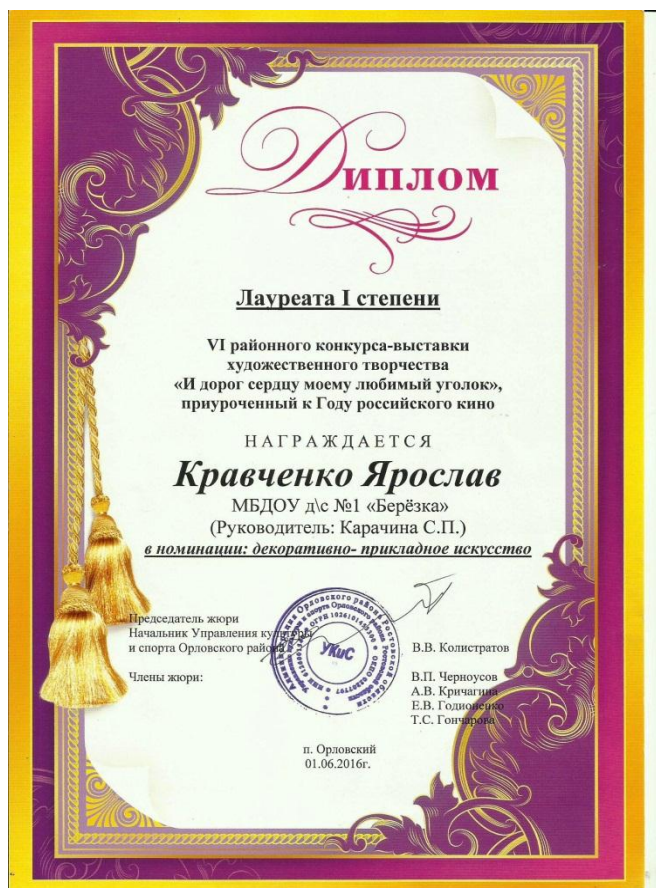 Диплом
Лауреата I степени
VI районного конкурса-выставки
художественного творчества
«И дорог сердцу моему любимый уголок»,
приуроченный к Году российского кино
НАГРАЖДАЕТСЯ
Кравченко Ярослав
МБДОУ д\с №1 «Берёзка»
(Руководитель: Карачина С.П.)
в номинации: декоративно- прикладное искусство
Председатель жюри
Начальник Управления культуры
и спорта Орловского района
В.В. Колистратов
Члены жюри:
В.П. Черноусов
А.В. Кричагина
Е.В. Годионенко
Т.С. Гончарова
УКиС
п. Орловский
01.06.2016г.